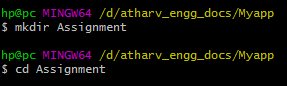 hp@pc MINGW64 /d/atharv_engg_docs/Myapp
$ mkdir Assignment
hp@pc MINGW64 /d/atharv_engg_docs/Myapp
$ cd Assignment